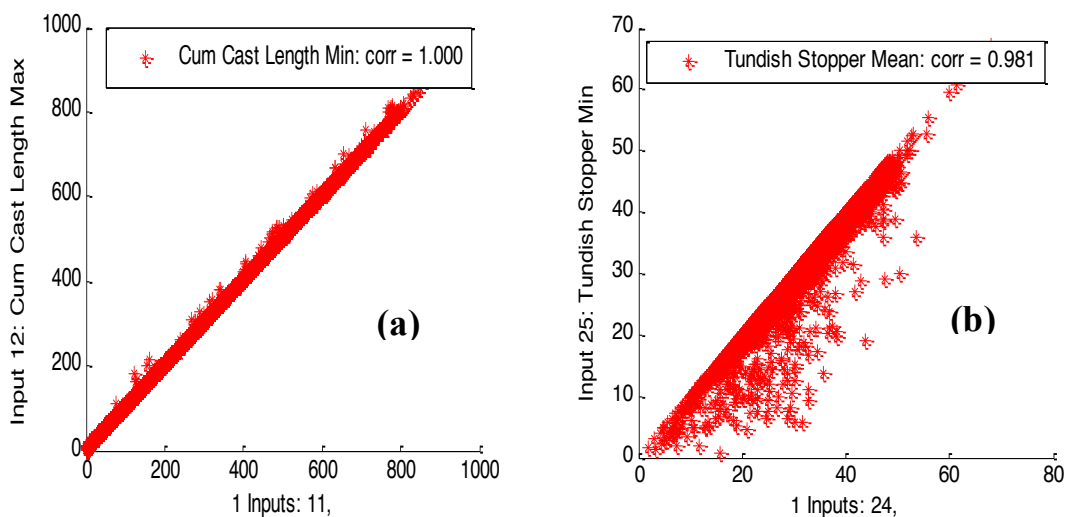 1000
800
600
400
200
0
Input 12: Cum Cast Length Max
Cum Cast Length Min: corr = 1.000
(a)
0 200 400 600 800 1000
1 Inputs: 11,
70
60
50
40
30
20
10
0
Input 25: Tundish Stopper Min
Tundish Stopper Mean: corr = 0.981
(b)
0 20 40 60 80
1 Inputs: 24,